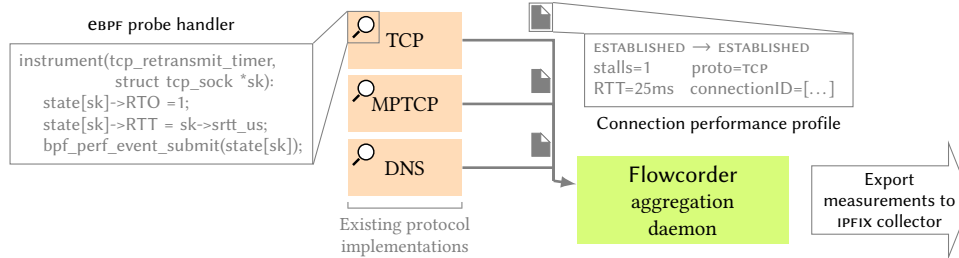 eBPF probe handler
instrument(tcp_retransmit_timer,
struct tcp_sock *sk):
state[sk]->RTO =1;
state[sk]->RTT = sk->srtt_us;
bpf_perf_event_submit(state[sk]);
TCP
MPTCP
DNS
Existing protocol
implementations
ESTABLISHED → ESTABLISHED
stalls=1 proto=TCP
RTT=25ms connectionID=[...]
Connection performance profile
Flowcorder
aggregation
daemon
Export
measurements to
IPFIX collector